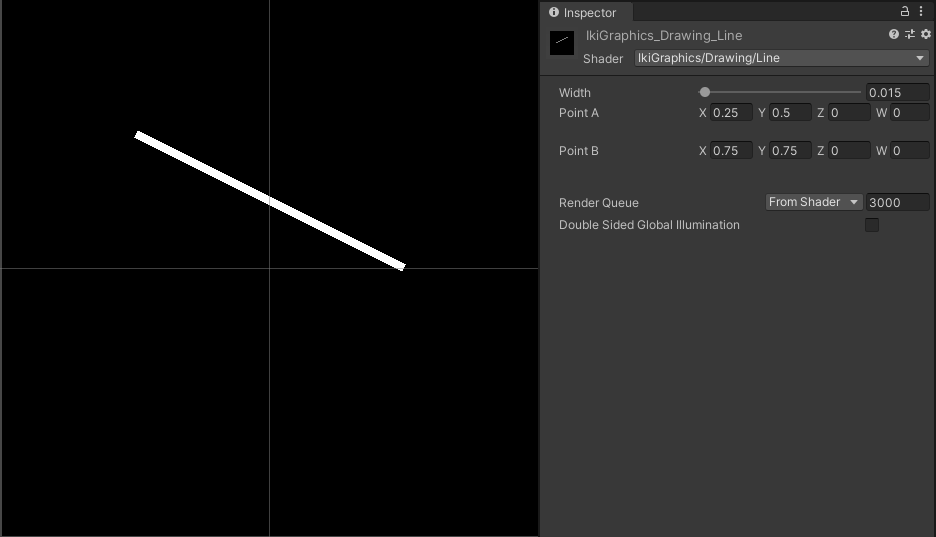 Inspector
IkiGraphics_Drawing_Line
Shader IkiGraphics/Drawing/Line
Width 0.015
Point A X 0.25 Y 0.5 Z 0 W 0
Point B X 0.75 Y 0.75 Z 0 W 0
Render Queue From Shader 3000
Double Sided Global Illumination